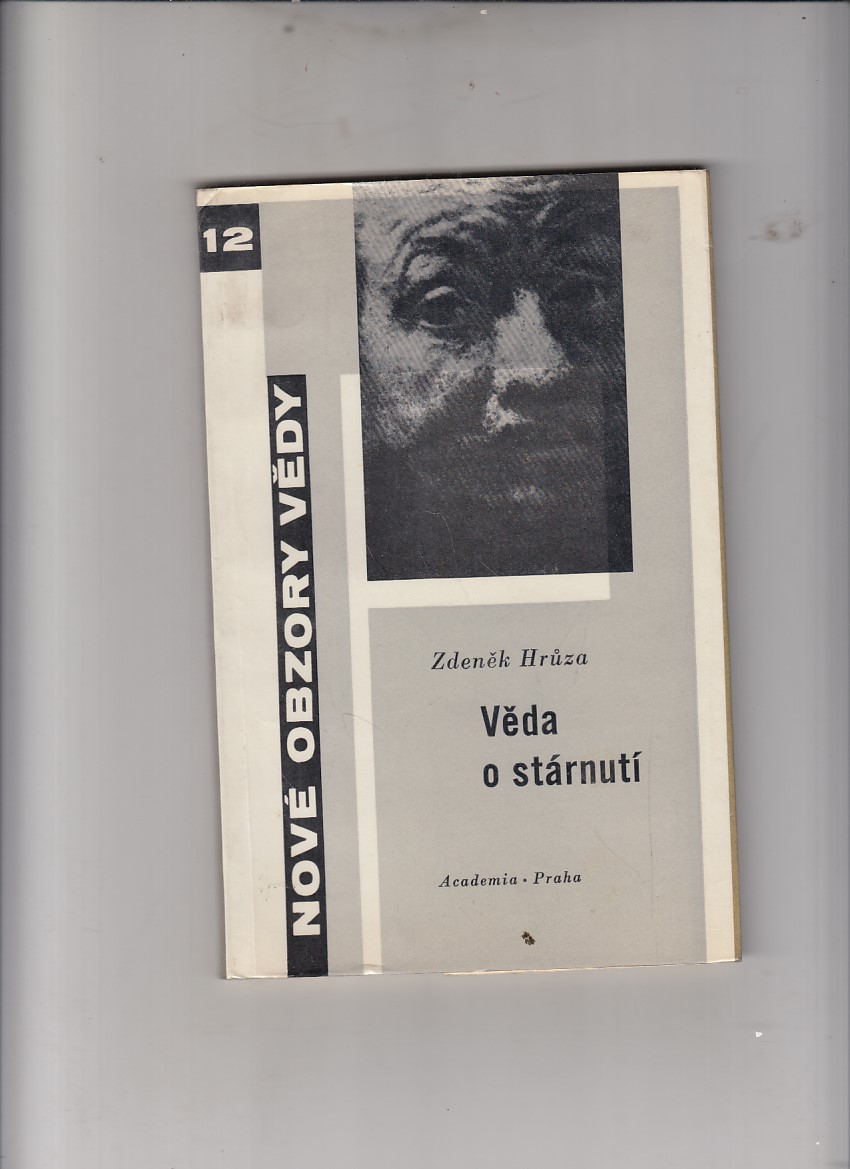 12
NOVÉ OBZORY VĚDY
Zdeněk Hrůza
Věda
o stárnutí
Academia • Praha